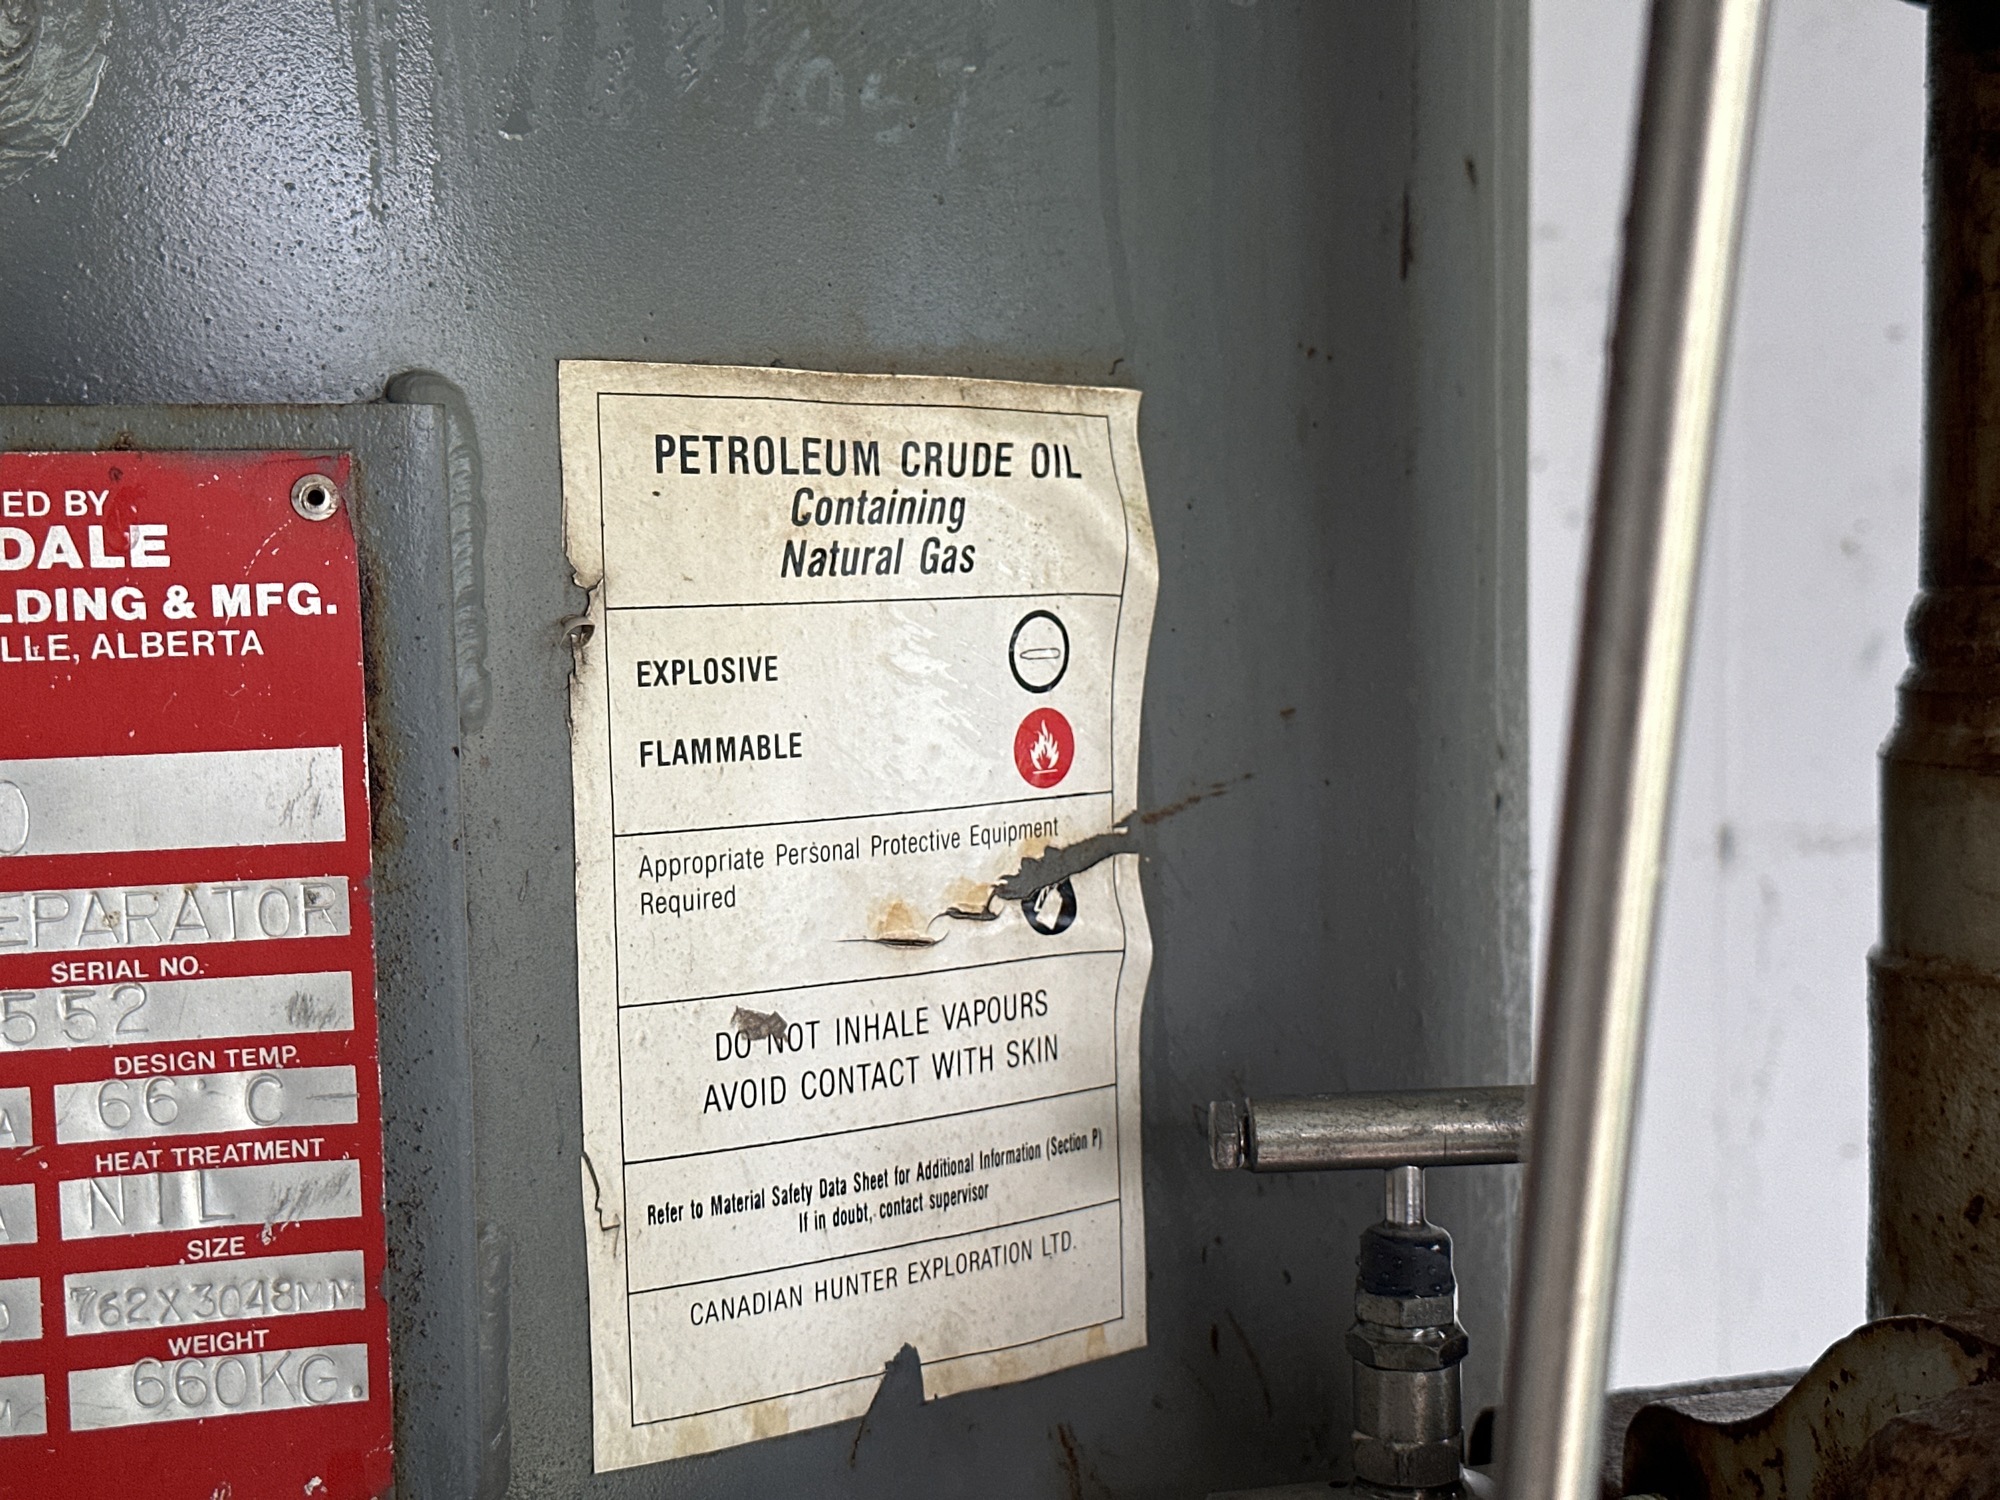 ED BY
DALE
LDING & MFG.
LLE, ALBERTA
EPARATOR
SERIAL NO.
552
DESIGN TEMP.
66°C
HEAT TREATMENT
NIL
SIZE
762X3048MM
WEIGHT
660KG.
PETROLEUM CRUDE OIL
Containing
Natural Gas
EXPLOSIVE
FLAMMABLE
Appropriate Personal Protective Equipment
Required
DO NOT INHALE VAPOURS
AVOID CONTACT WITH SKIN
Refer to Material Safety Data Sheet for Additional Information (Section P)
If in doubt, contact supervisor
CANADIAN HUNTER EXPLORATION LTD.